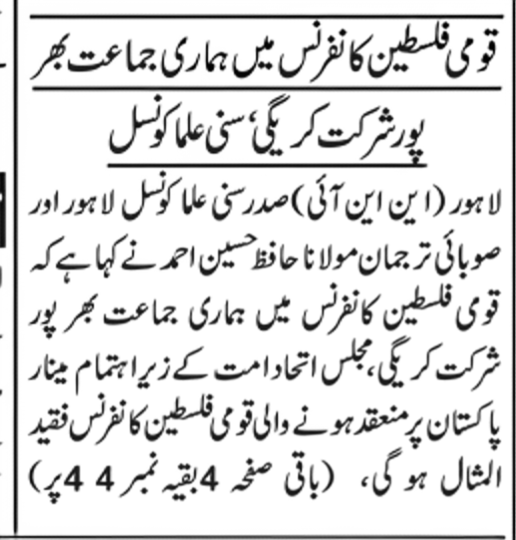 قومی فلسطین کانفرنس میں ہماری جماعت بھر
پور شرکت کریگی، سنی علما کونسل
لاہور (این این آئی) صدر سنی علما کونسل لاہور اور
صوبائی ترجمان مولانا حافظ حسین احمد نے کہا ہے کہ
قومی فلسطین کانفرنس میں ہماری جماعت بھر پور
شرکت کریگی، مجلس اتحاد امت کے زیر اہتمام مینار
پاکستان پر منعقد ہونے والی قومی فلسطین کانفرنس فقید
المثال ہو گی، (باقی صفحہ 4 بقیہ نمبر 44 پر)